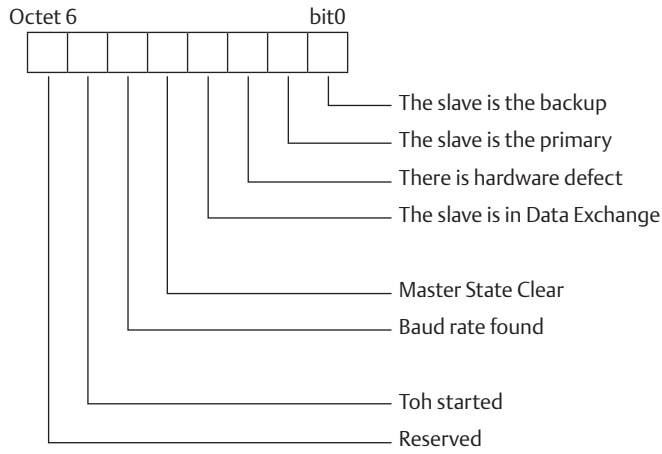 Octet 6 bit0
The slave is the backup
The slave is the primary
There is hardware defect
The slave is in Data Exchange
Master State Clear
Baud rate found
Toh started
Reserved